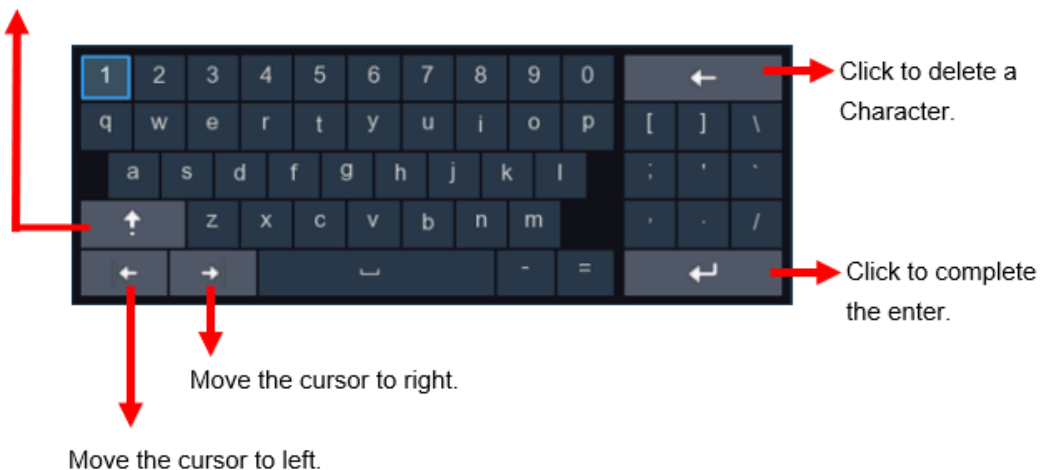 1 2 3 4 5 6 7 8 9 0
q w e r t y u i o p [ ] \
a s d f g h j k l ; ' `
z x c v b n m , . /
- =
Click to delete a
Character.
Click to complete
the enter.
Move the cursor to right.
Move the cursor to left.